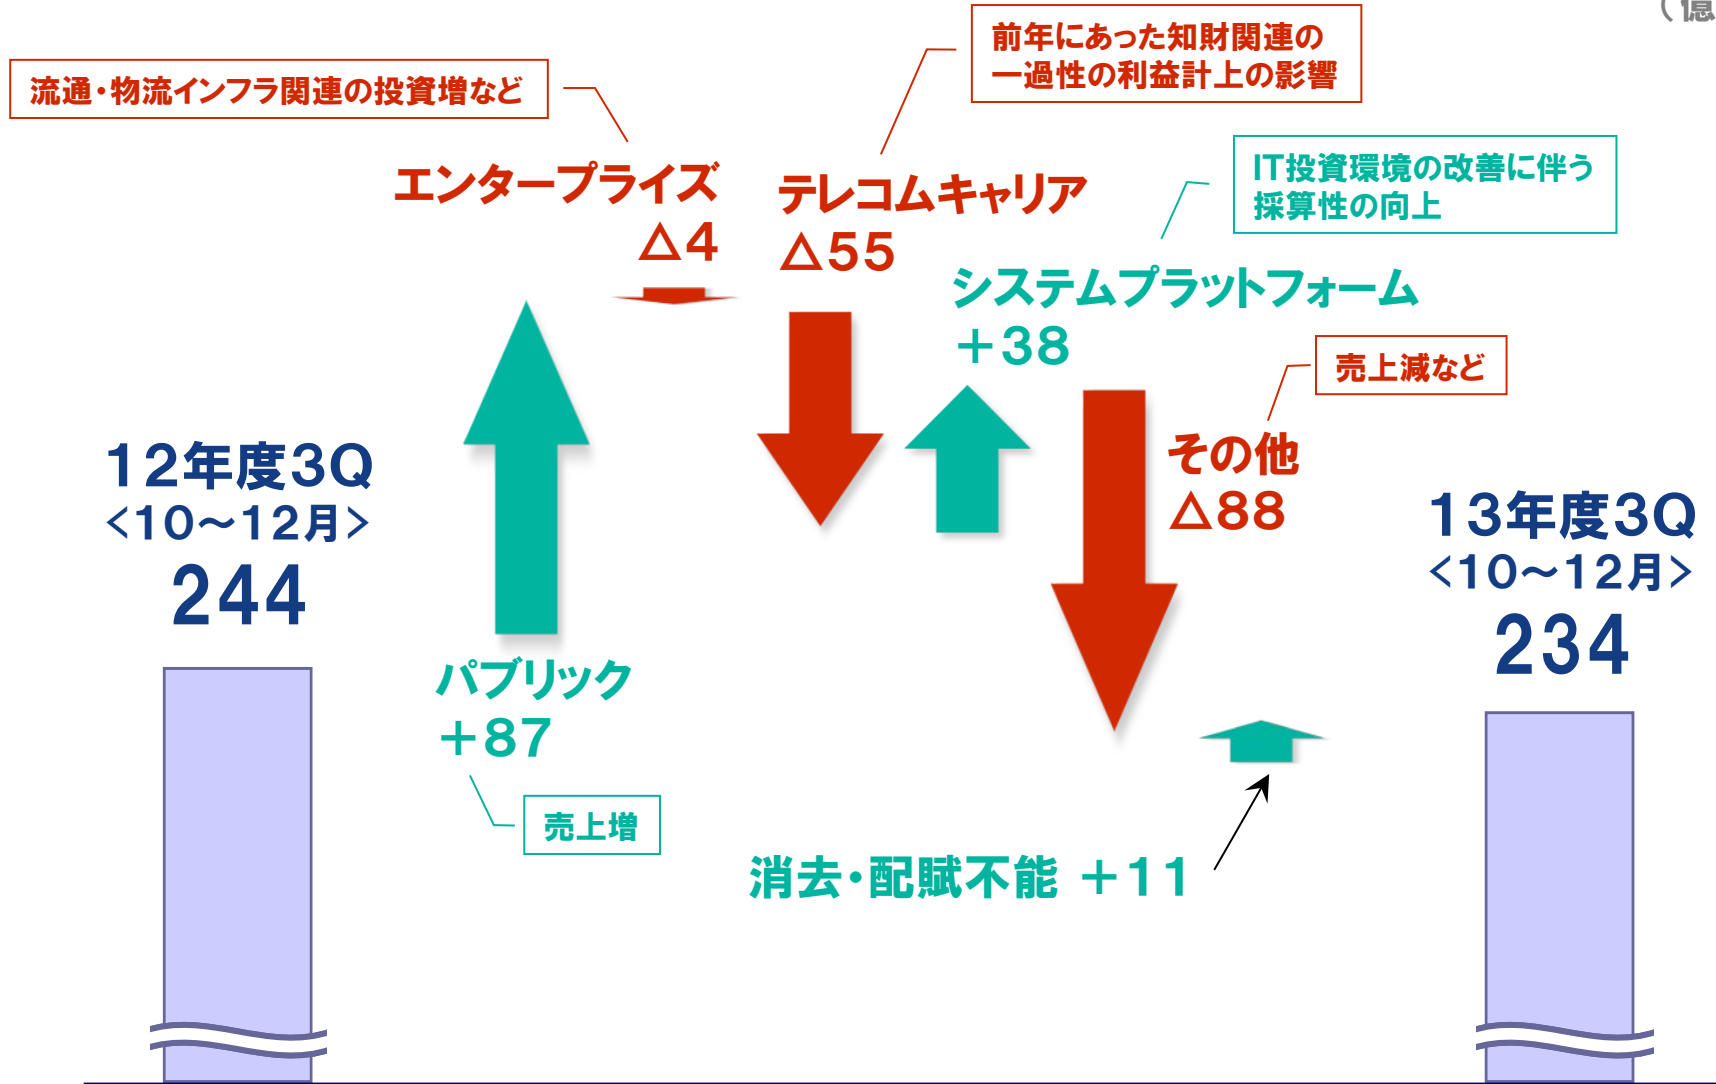 （億
前年にあった知財関連の
一過性の利益計上の影響
流通・物流インフラ関連の投資増など
IT投資環境の改善に伴う
採算性の向上
エンタープライズ
△4
テレコムキャリア
△55
システムプラットフォーム
＋38
売上減など
その他
△88
12年度3Q
<10～12月>
244
13年度3Q
<10～12月>
234
パブリック
＋87
売上増
消去・配賦不能 ＋11